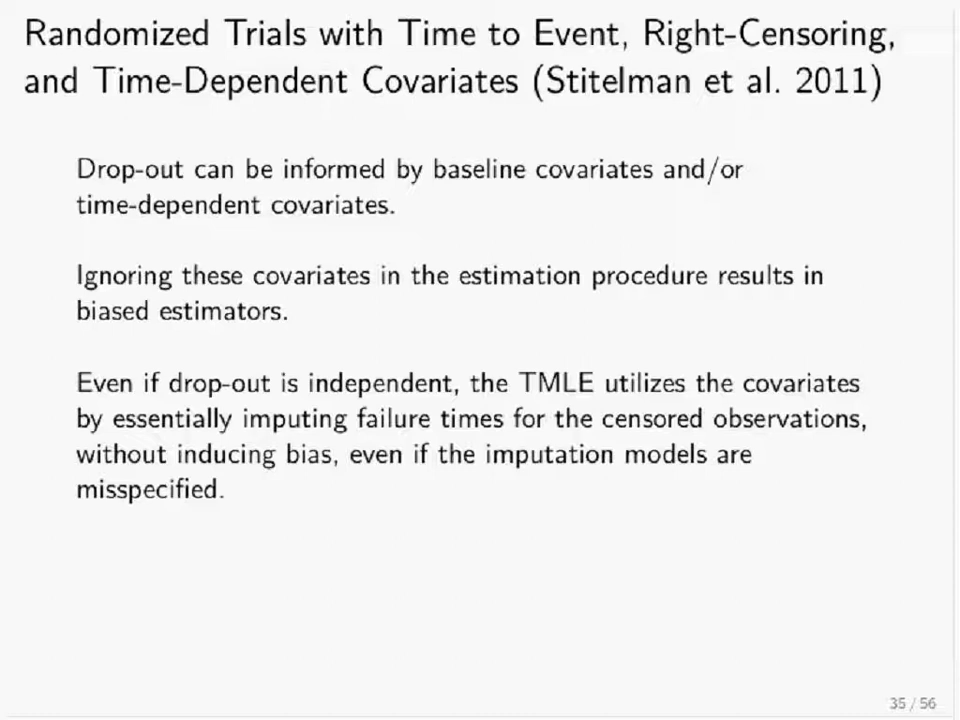 Randomized Trials with Time to Event, Right-Censoring,
and Time-Dependent Covariates (Stitelman et al. 2011)
Drop-out can be informed by baseline covariates and/or
time-dependent covariates.
Ignoring these covariates in the estimation procedure results in
biased estimators.
Even if drop-out is independent, the TMLE utilizes the covariates
by essentially imputing failure times for the censored observations,
without inducing bias, even if the imputation models are
misspecified.
35 / 56